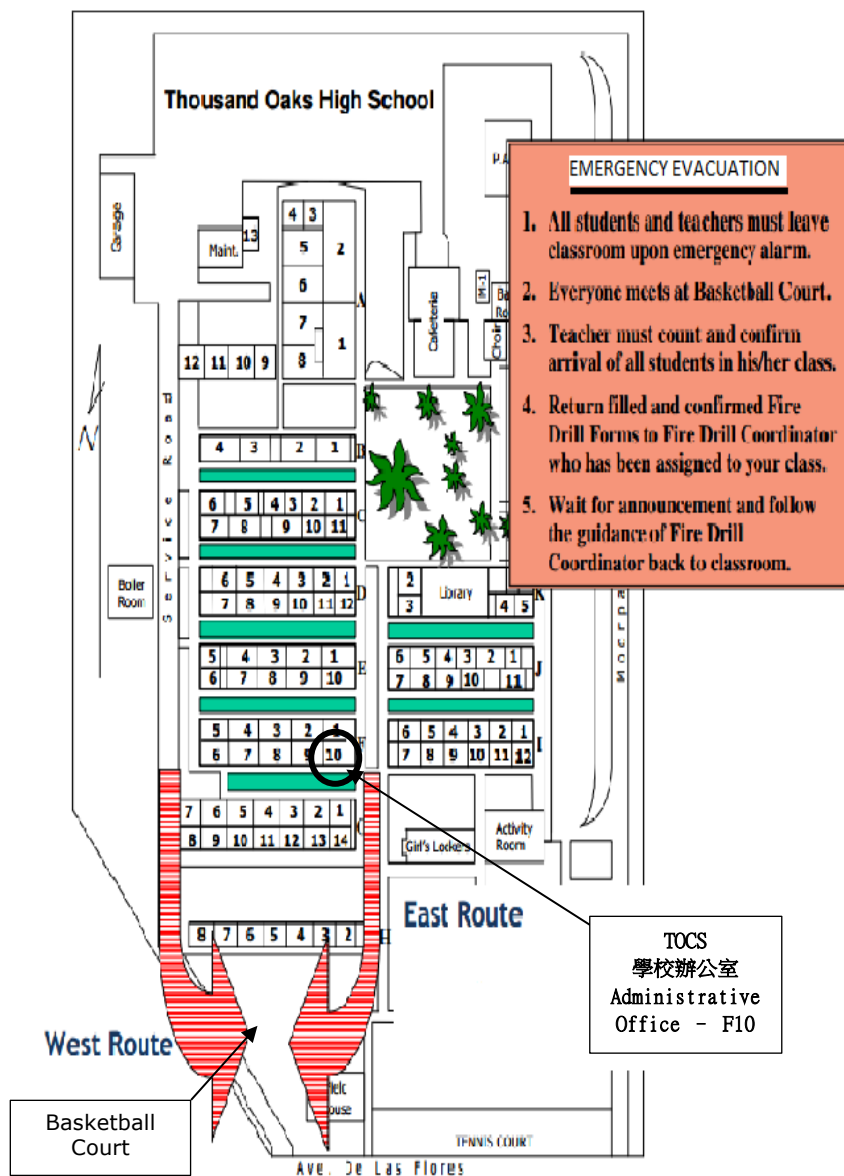 Thousand Oaks High School
P.A
EMERGENCY EVACUATION
1. All students and teachers must leave
classroom upon emergency alarm.
2. Everyone meets at Basketball Court.
3. Teacher must count and confirm
arrival of all students in his/her class.
4. Return filled and confirmed Fire
Drill Forms to Fire Drill Coordinator
who has been assigned to your class.
5. Wait for announcement and follow
the guidance of Fire Drill
Coordinator back to classroom.
Garage
Maint.
13
4 3
5
2
6
A
7
1
8
12 11 10 9
Cafeteria
IM-1
Ba
Ro
Choir
N
Service Road
4 3 2 1 B
6 5 4 3 2 1
7 8 9 10 11
C
Boiler
Room
6 5 4 3 2 1
7 8 9 10 11 12
D
2
Library
3
4 5
K
5 4 3 2 1
6 7 8 9 10
E
6 5 4 3 2 1
7 8 9 10 11
J
5 4 3 2 1
6 7 8 9 10
F
6 5 4 3 2 1
7 8 9 10 11 12
I
7 6 5 4 3 2 1
8 9 10 11 12 13 14
Girl's Lockers
Activity
Room
8 7 6 5 4 3 2 H
East Route
West Route
TOCS
學校辦公室
Administrative
Office - F10
Basketball
Court
TENNIS COURT
Ave. De Las Flores